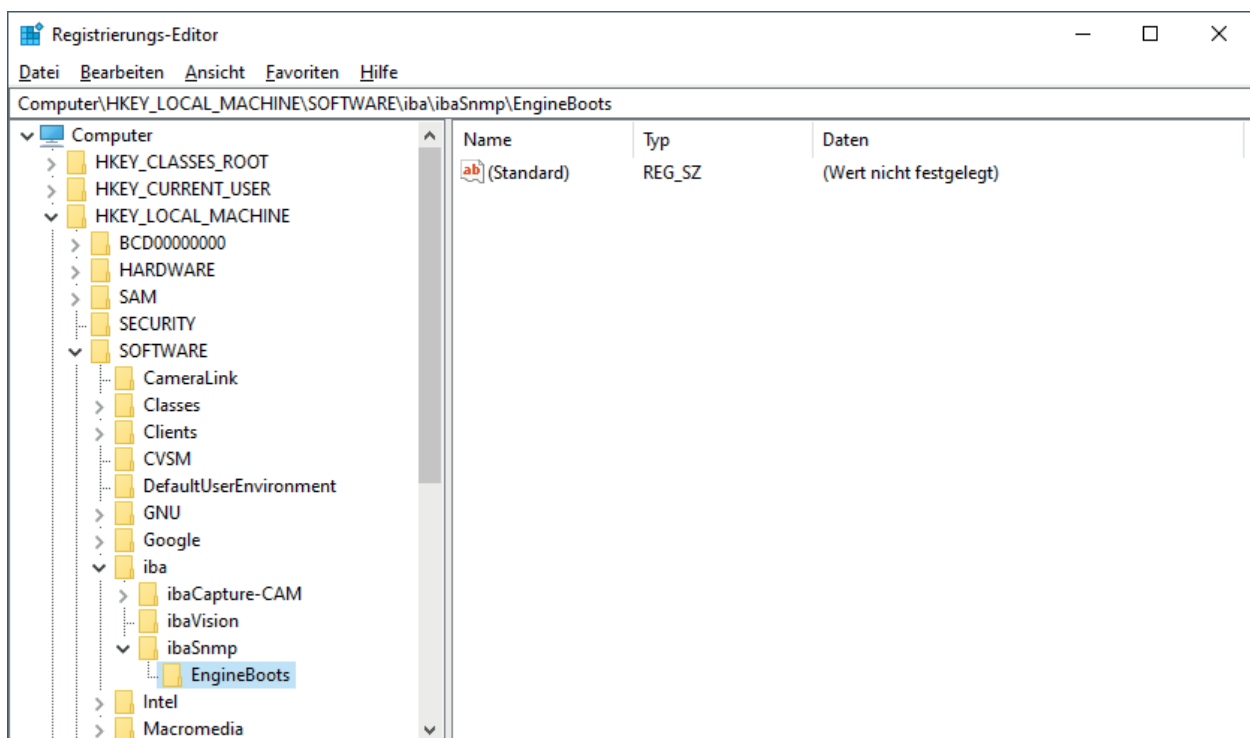 Registrierungs-Editor
Datei Bearbeiten Ansicht Favoriten Hilfe
Computer\HKEY_LOCAL_MACHINE\SOFTWARE\iba\ibaSnmp\EngineBoots
Computer
HKEY_CLASSES_ROOT
HKEY_CURRENT_USER
HKEY_LOCAL_MACHINE
BCD00000000
HARDWARE
SAM
SECURITY
SOFTWARE
CameraLink
Classes
Clients
CVSM
DefaultUserEnvironment
GNU
Google
iba
ibaCapture-CAM
ibaVision
ibaSnmp
EngineBoots
Intel
Macromedia
Name Typ Daten
ab (Standard) REG_SZ (Wert nicht festgelegt)